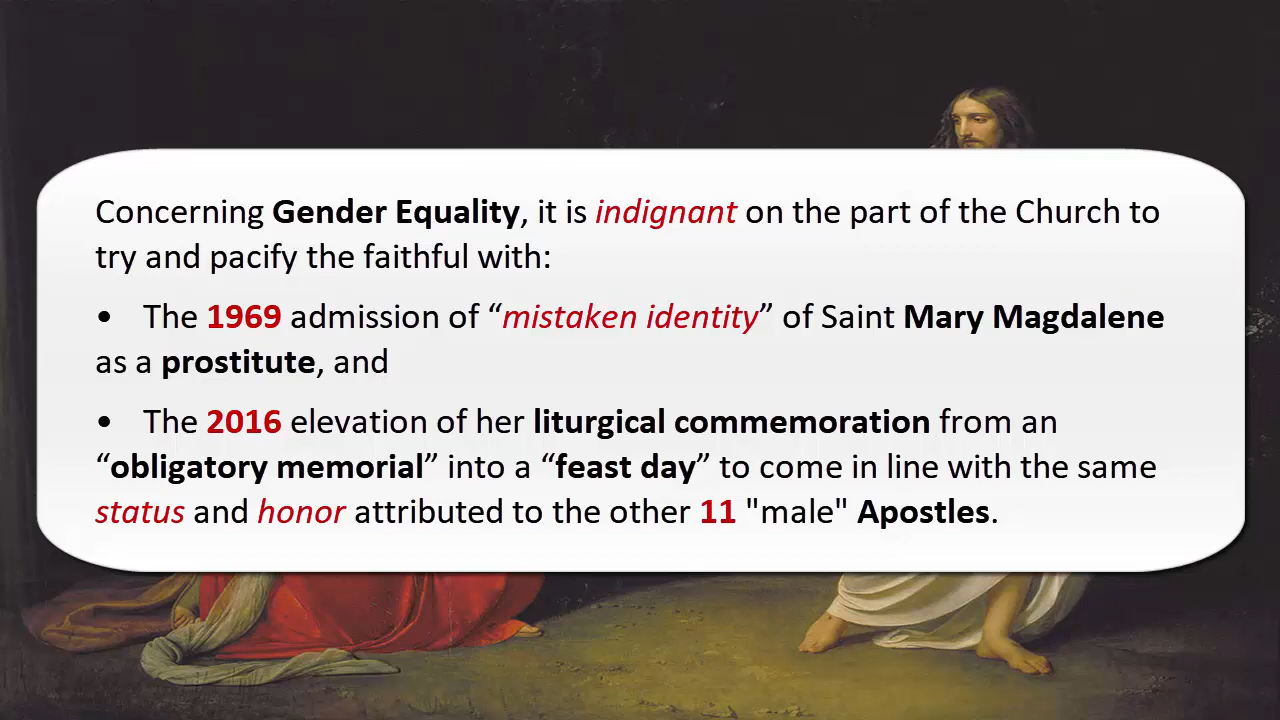 Concerning Gender Equality, it is indignant on the part of the Church to
try and pacify the faithful with:
• The 1969 admission of “mistaken identity” of Saint Mary Magdalene
as a prostitute, and
• The 2016 elevation of her liturgical commemoration from an
“obligatory memorial” into a “feast day” to come in line with the same
status and honor attributed to the other 11 "male" Apostles.